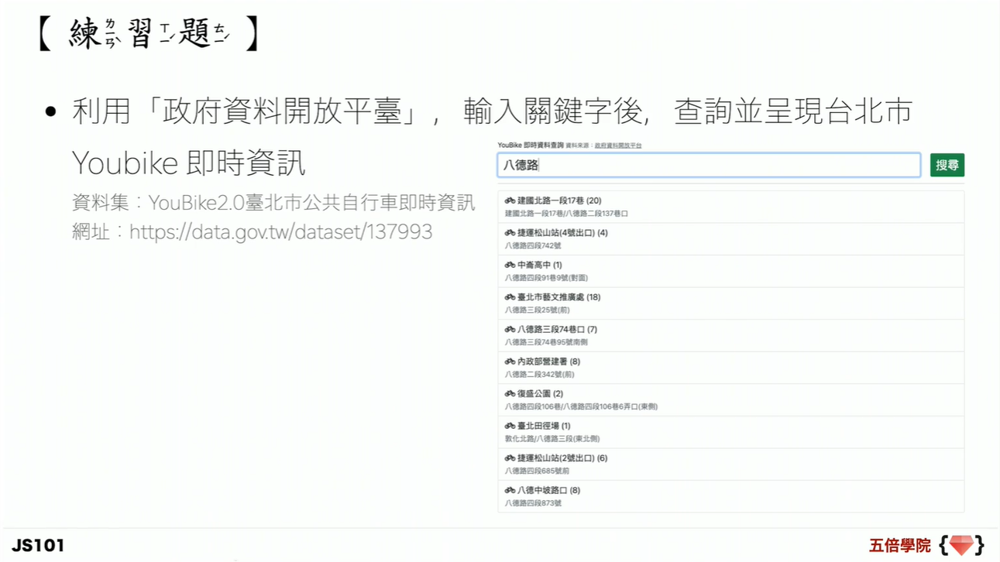 【練習題】
ㄌㄧㄢˋ ㄒㄧˊ ㄊㄧˊ
• 利用「政府資料開放平臺」，輸入關鍵字後，查詢並呈現台北市
Youbike 即時資訊
資料集：YouBike2.0臺北市公共自行車即時資訊
網址：https://data.gov.tw/dataset/137993
YouBike 即時資料查詢 資料來源：政府資料開放平台
八德路
搜尋
建國北路一段17巷 (20)
建國北路一段17巷/八德路二段137巷口
捷運松山站(4號出口) (4)
八德路四段742號
中崙高中 (1)
八德路四段91巷9號(對面)
臺北市藝文推廣處 (18)
八德路三段25號(前)
八德路三段74巷口 (7)
八德路三段74巷95號南側
內政部營建署 (8)
八德路二段342號(前)
復盛公園 (2)
八德路四段106巷/八德路四段106巷6弄口(東側)
臺北田徑場 (1)
敦化北路/八德路三段(東北側)
捷運松山站(2號出口) (6)
八德路四段685號前
八德中坡路口 (8)
八德路四段873號
JS101
五倍學院